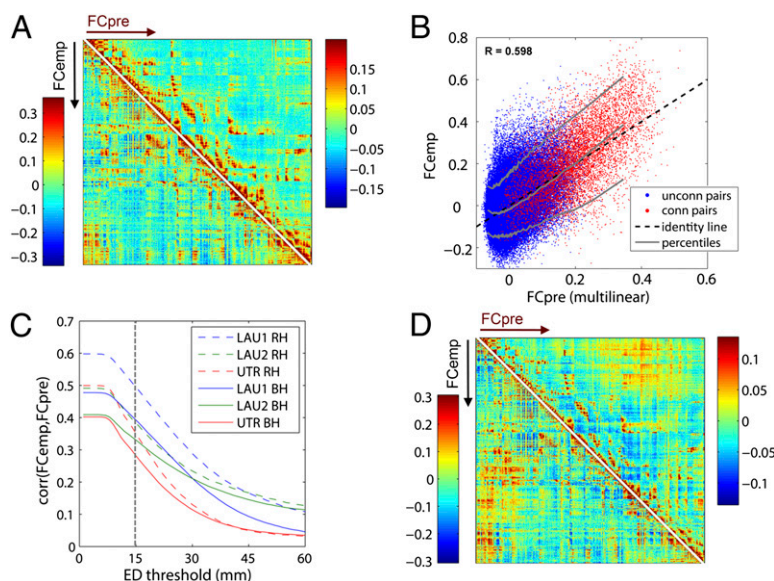 A
FCpre
FCemp
0.3
0.2
0.1
0
−0.1
−0.2
−0.3
0.15
0.1
0.05
0
−0.05
−0.1
−0.15
B
R = 0.598
FCemp
0.8
0.6
0.4
0.2
0
−0.2
unconn pairs
conn pairs
identity line
percentiles
0 0.2 0.4 0.6
FCpre (multilinear)
C
corr(FCemp,FCpre)
0.7
0.6
0.5
0.4
0.3
0.2
0.1
0
LAU1 RH
LAU2 RH
UTR RH
LAU1 BH
LAU2 BH
UTR BH
0 15 30 45 60
ED threshold (mm)
D
FCpre
FCemp
0.3
0.2
0.1
0
−0.1
−0.2
−0.3
0.1
0.05
0
−0.05
−0.1